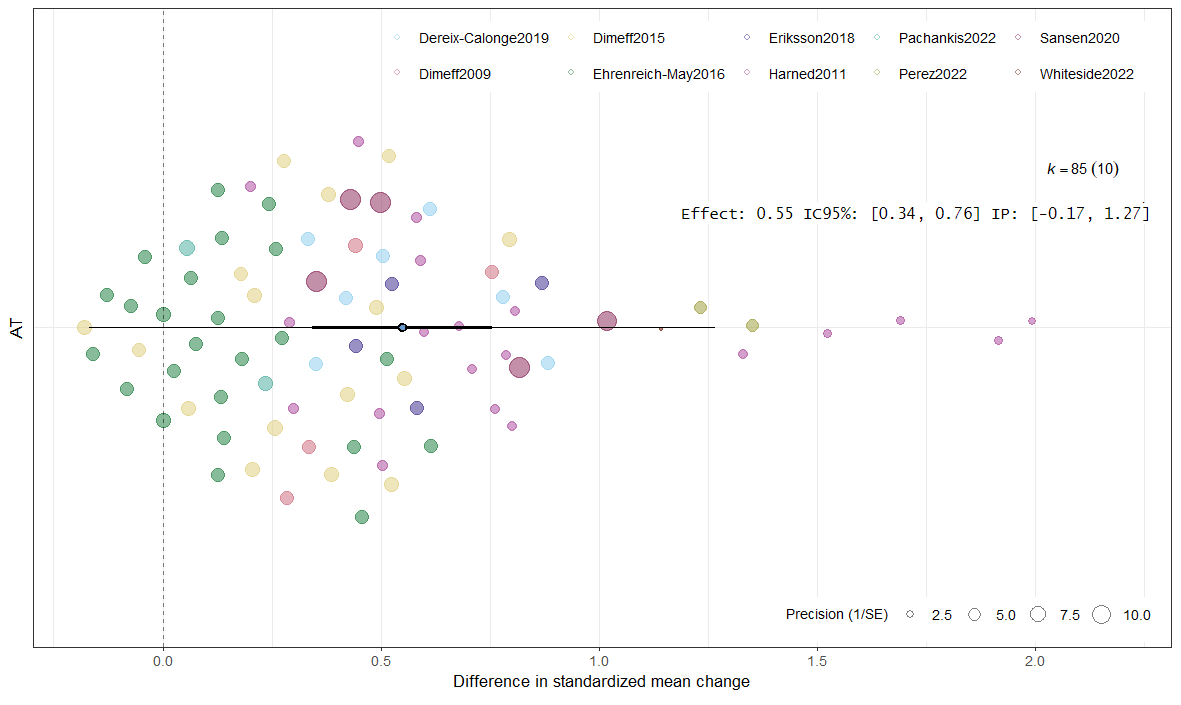 Dereix-Calonge2019 Dimeff2015 Eriksson2018 Pachankis2022 Sansen2020
Dimeff2009 Ehrenreich-May2016 Harned2011 Perez2022 Whiteside2022
k = 85 (10)
Effect: 0.55 IC95%: [0.34, 0.76] IP: [-0.17, 1.27]
AT
Precision (1/SE) 2.5 5.0 7.5 10.0
0.0 0.5 1.0 1.5 2.0
Difference in standardized mean change